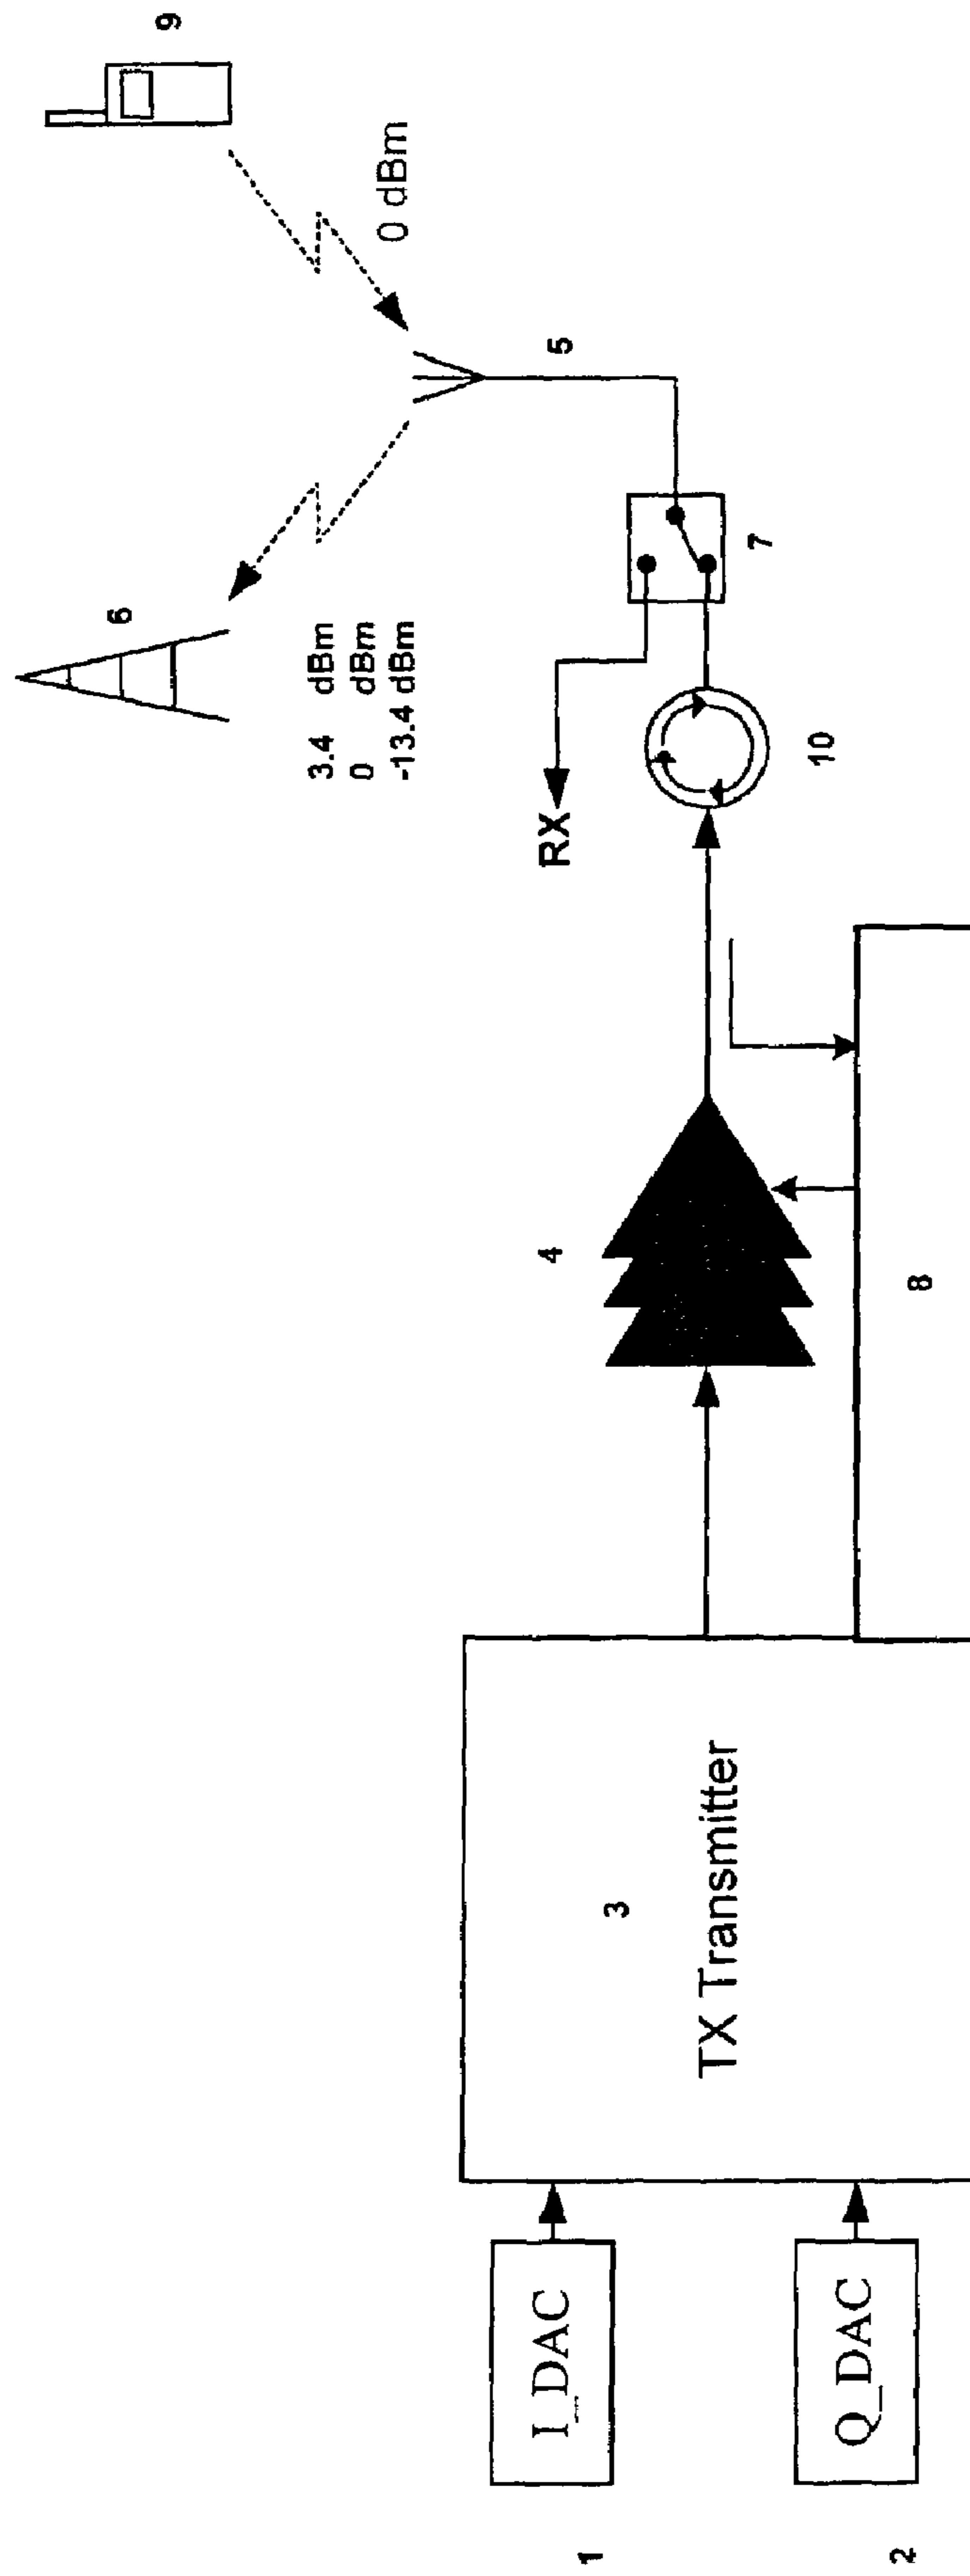 9
0 dBm
6
3.4 dBm
0 dBm
-13.4 dBm
5
RX
7
10
4
8
3
TX Transmitter
I_DAC
1
Q_DAC
2